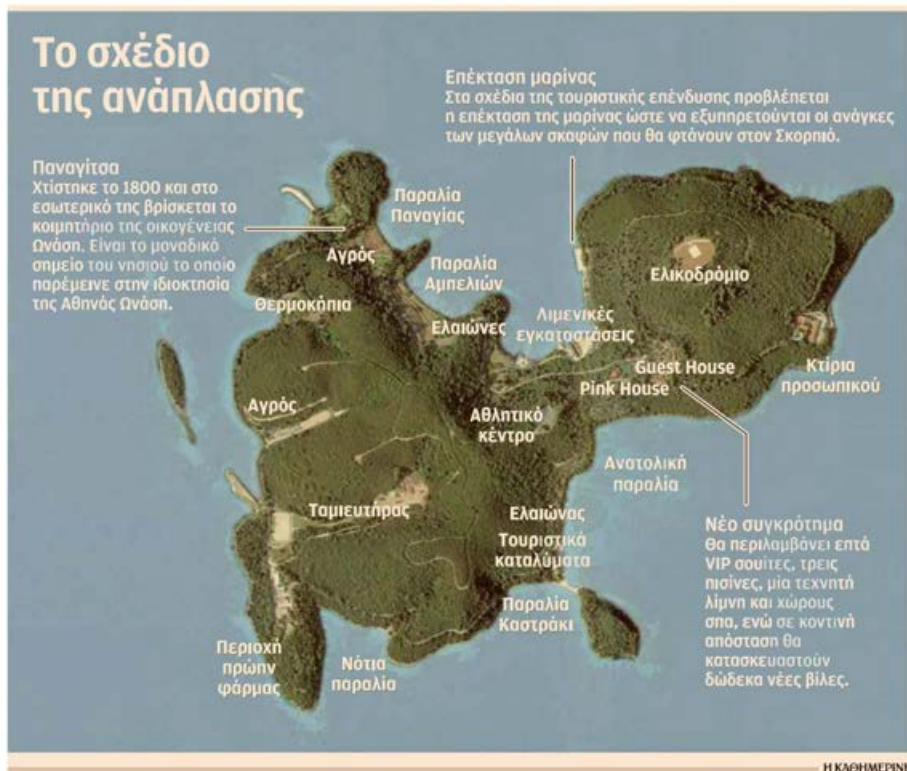 Το σχέδιο
της ανάπλασης
Επέκταση μαρίνας
Στα σχέδια της τουριστικής επένδυσης προβλέπεται
η επέκταση της μαρίνας ώστε να εξυπηρετούνται οι ανάγκες
των μεγάλων σκαφών που θα φτάνουν στον Σκορπιό.
Παναγίτσα
Χτίστηκε το 1800 και στο
εσωτερικό της βρίσκεται το
κοιμητήριο της οικογένειας
Ωνάση. Είναι το μοναδικό
σημείο του νησιού το οποίο
παρέμεινε στην ιδιοκτησία
της Αθηνάς Ωνάση.
Παραλία
Παναγίας
Αγρός
Παραλία
Αμπελιών
Ελικοδρόμιο
Θερμοκήπια
Ελαιώνες
Λιμενικές
εγκαταστάσεις
Guest House
Pink House
Κτίρια
προσωπικού
Αγρός
Αθλητικό
κέντρο
Ανατολική
παραλία
Ταμιευτήρας
Ελαιώνας
Τουριστικά
καταλύματα
Νέο συγκρότημα
Θα περιλαμβάνει επτά
VIP σουίτες, τρεις
πισίνες, μία τεχνητή
λίμνη και χώρους
σπα, ενώ σε κοντινή
απόσταση θα
κατασκευαστούν
δώδεκα νέες βίλες.
Παραλία
Καστράκι
Περιοχή
πρώην
φάρμας
Νότια
παραλία
Η ΚΑΘΗΜΕΡΙΝΗ